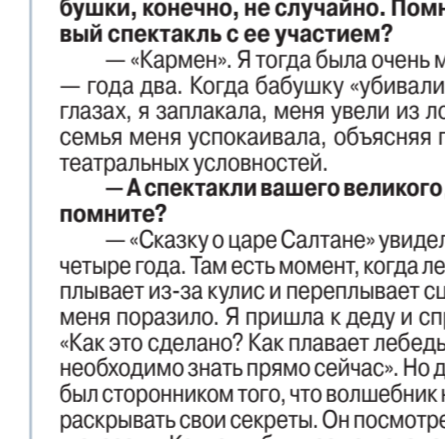 бушки, конечно, не случайно. Помн
вый спектакль с ее участием?
— «Кармен». Я тогда была очень м
— года два. Когда бабушку «убивали
глазах, я заплакала, меня увели из ло
семья меня успокаивала, объясняя п
театральных условностей.
— А спектакли вашего великого
помните?
— «Сказку о царе Салтане» увидел
четыре года. Там есть момент, когда ле
плывает из-за кулис и переплывает сц
меня поразило. Я пришла к деду и спр
«Как это сделано? Как плавает лебедь
необходимо знать прямо сейчас». Но д
был сторонником того, что волшебник н
раскрывать свои секреты. Он посмотре